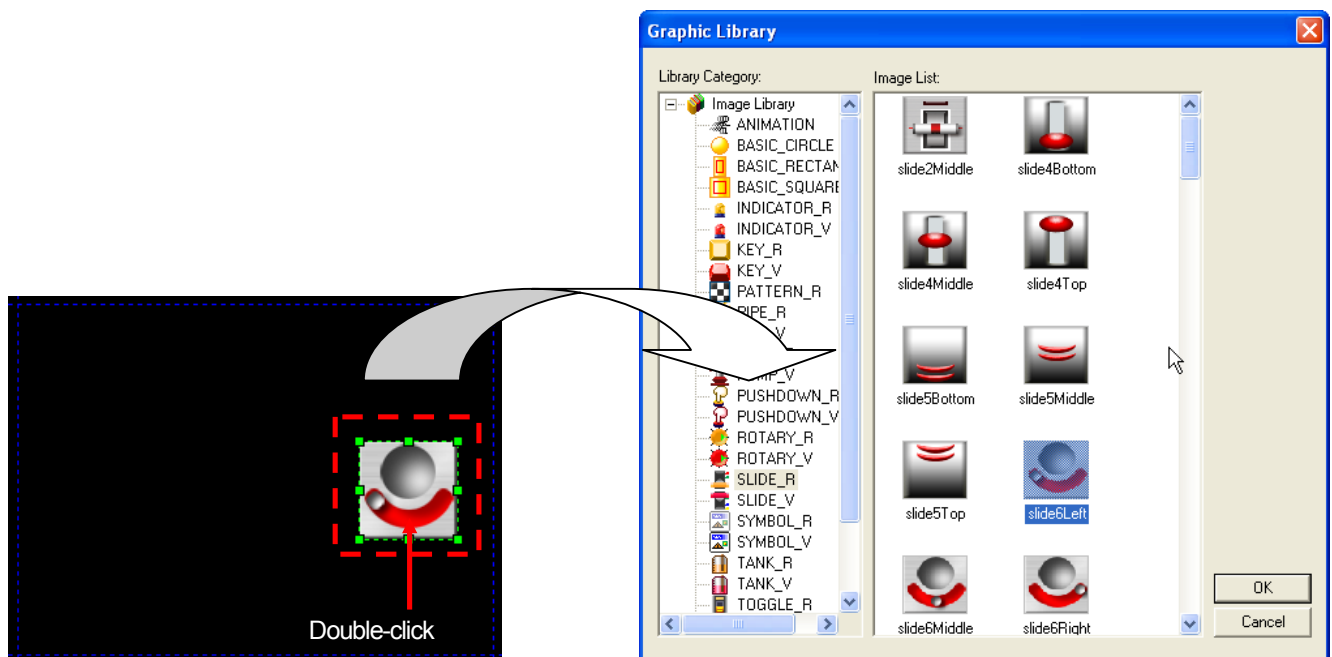 Graphic Library
Library Category:
Image List:
Image Library
ANIMATION
BASIC_CIRCLE
BASIC_RECTAN
BASIC_SQUARE
INDICATOR_R
INDICATOR_V
KEY_R
KEY_V
PATTERN_R
PIPE_R
PUSHDOWN_R
PUSHDOWN_V
ROTARY_R
ROTARY_V
SLIDE_R
SLIDE_V
SYMBOL_R
SYMBOL_V
TANK_R
TANK_V
TOGGLE_R
slide2Middle
slide4Bottom
slide4Middle
slide4Top
slide5Bottom
slide5Middle
slide5Top
slide6Left
slide6Middle
slide6Right
OK
Cancel
Double-click